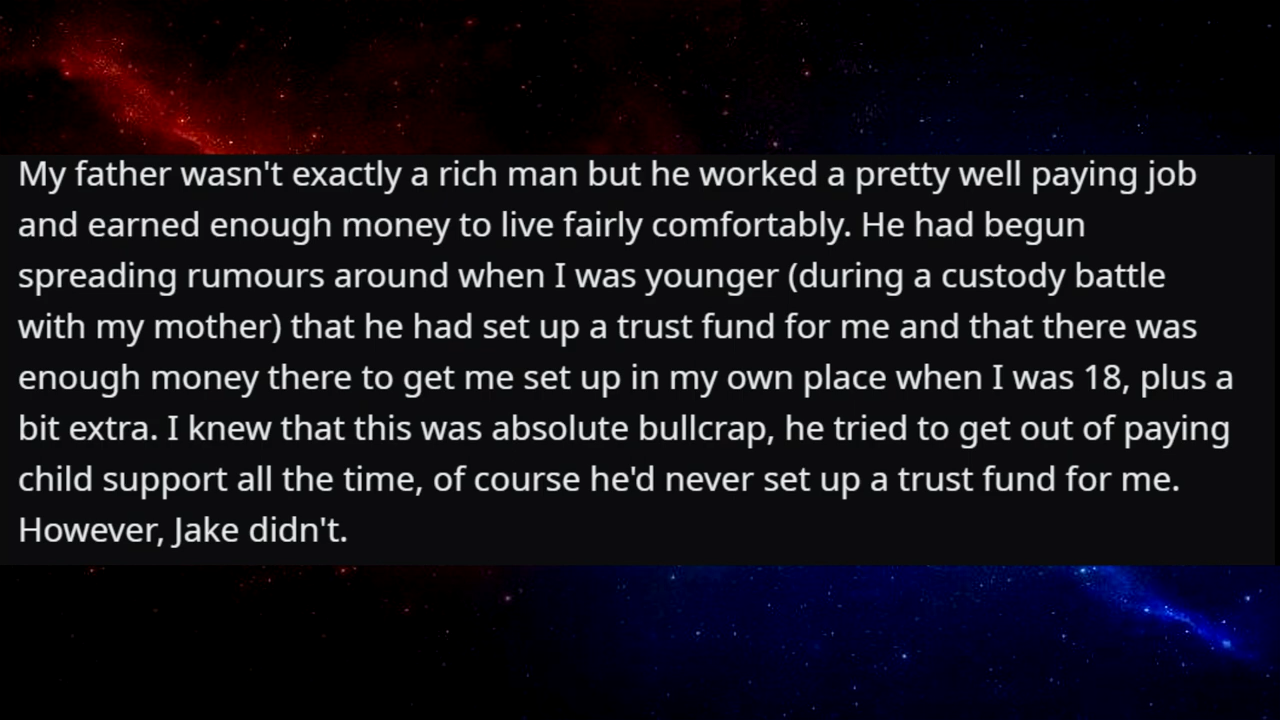 My father wasn't exactly a rich man but he worked a pretty well paying job
and earned enough money to live fairly comfortably. He had begun
spreading rumours around when I was younger (during a custody battle
with my mother) that he had set up a trust fund for me and that there was
enough money there to get me set up in my own place when I was 18, plus a
bit extra. I knew that this was absolute bullcrap, he tried to get out of paying
child support all the time, of course he'd never set up a trust fund for me.
However, Jake didn't.